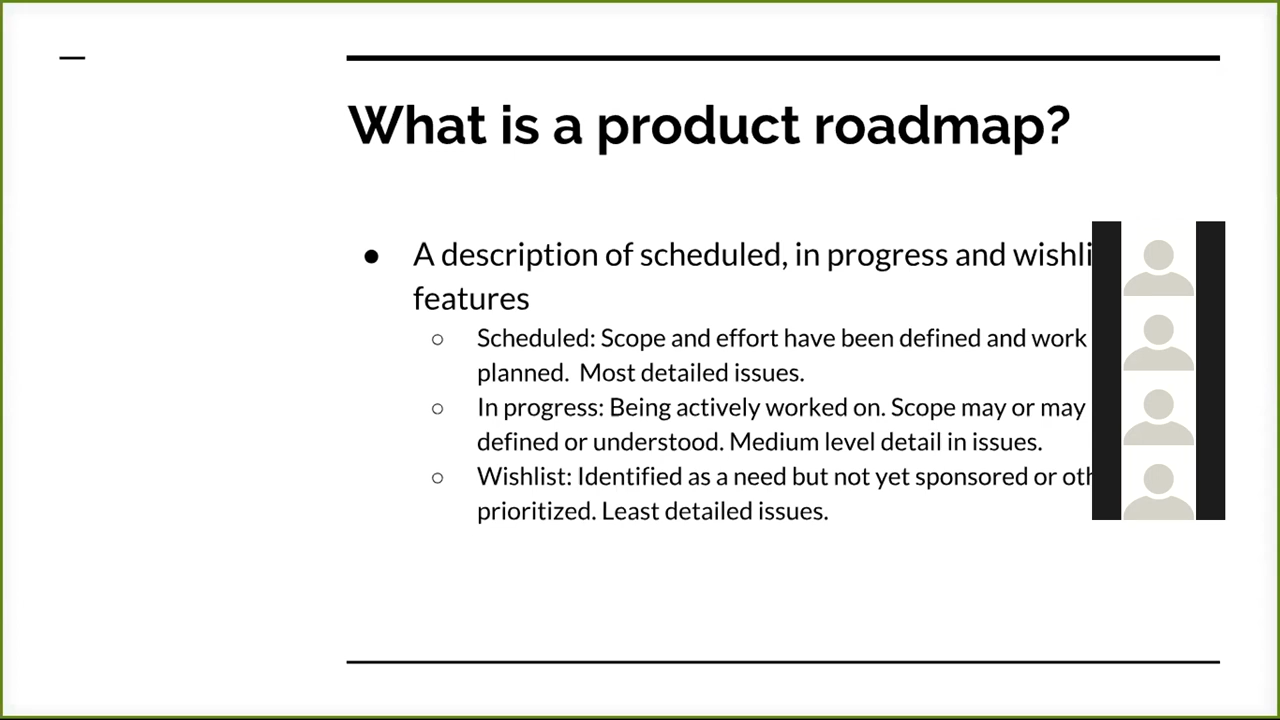 What is a product roadmap?
● A description of scheduled, in progress and
features
○ Scheduled: Scope and effort have been defined and work
planned. Most detailed issues.
○ In progress: Being actively worked on. Scope may or may
defined or understood. Medium level detail in issues.
○ Wishlist: Identified as a need but not yet sponsored or
prioritized. Least detailed issues.